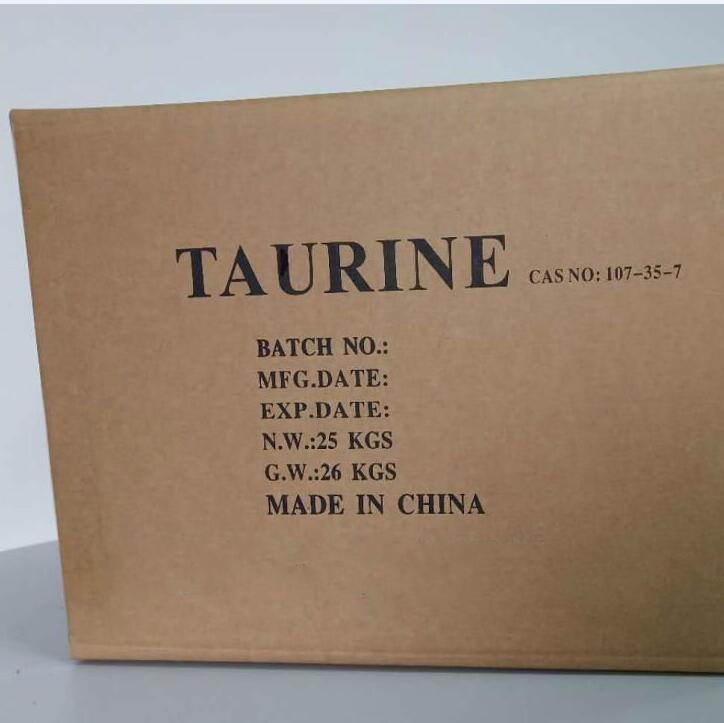 TAURINE CAS NO: 107-35-7
BATCH NO.:
MFG.DATE:
EXP.DATE:
N.W.:25 KGS
G.W.:26 KGS
MADE IN CHINA